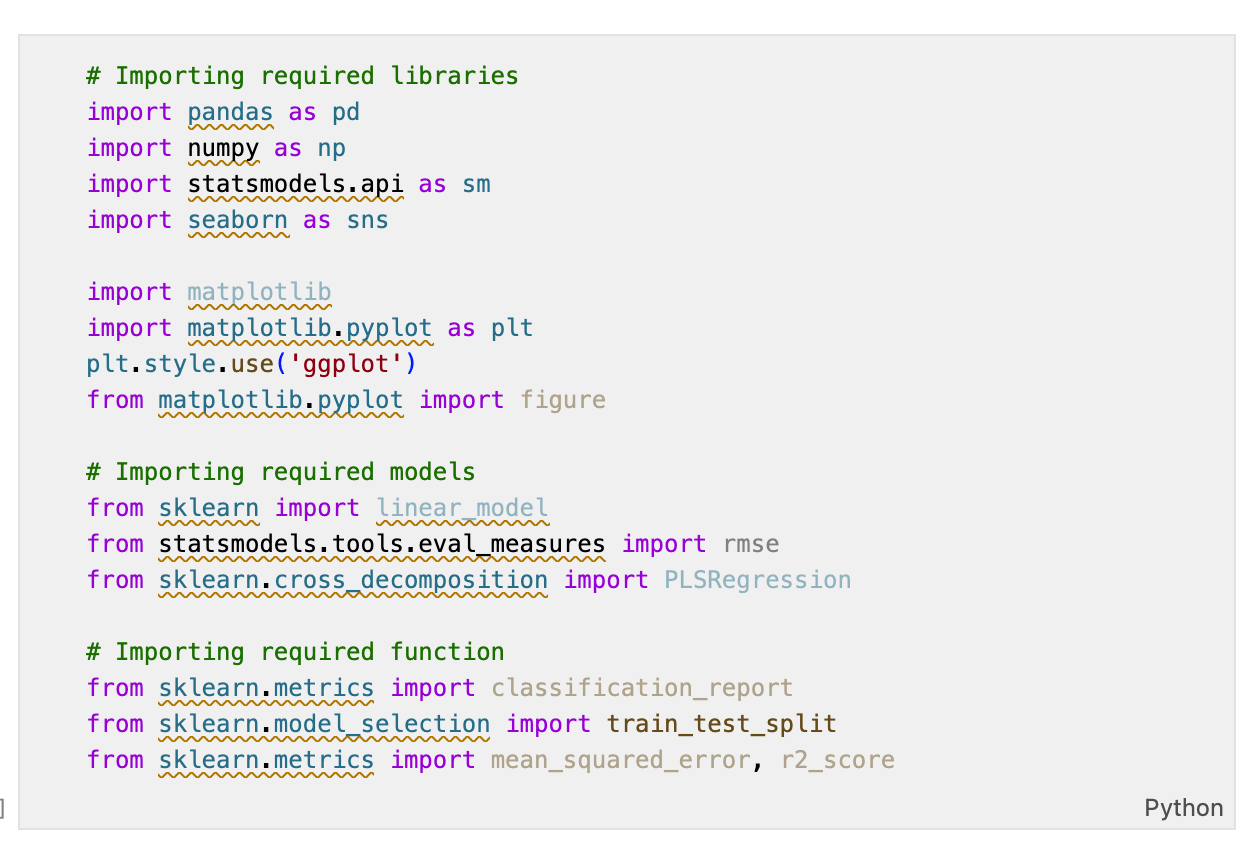 # Importing required libraries
import pandas as pd
import numpy as np
import statsmodels.api as sm
import seaborn as sns
import matplotlib
import matplotlib.pyplot as plt
plt.style.use('ggplot')
from matplotlib.pyplot import figure
# Importing required models
from sklearn import linear_model
from statsmodels.tools.eval_measures import rmse
from sklearn.cross_decomposition import PLSRegression
# Importing required function
from sklearn.metrics import classification_report
from sklearn.model_selection import train_test_split
from sklearn.metrics import mean_squared_error, r2_score
]
Python